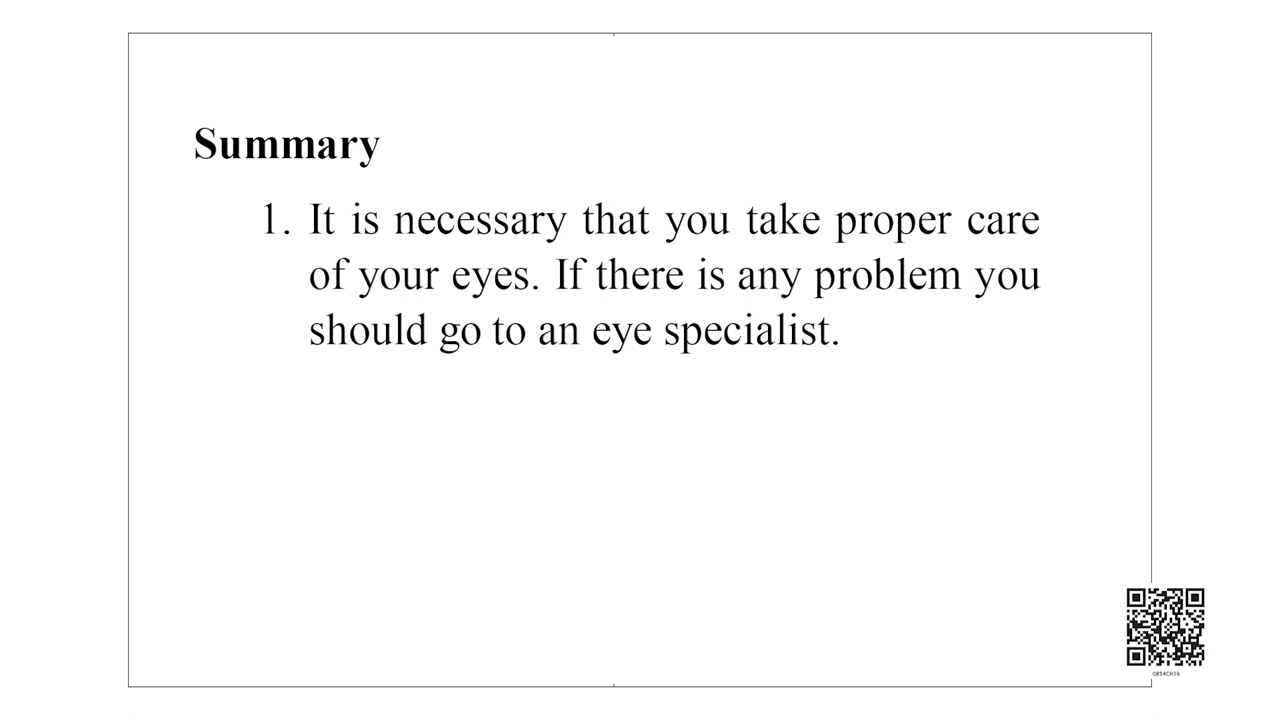 Summary
1. It is necessary that you take proper care
of your eyes. If there is any problem you
should go to an eye specialist.
0854CH16